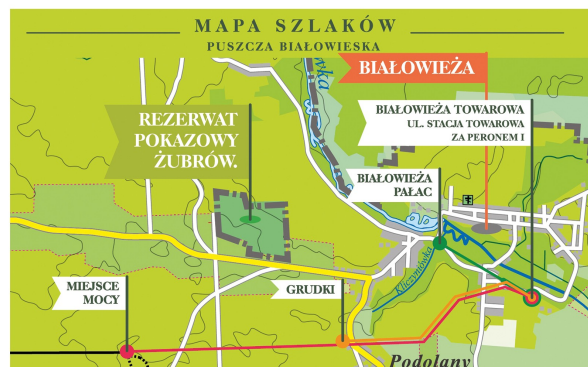 MAPA SZLAKÓW
PUSZCZA BIAŁOWIESKA
BIAŁOWIEŻA
REZERWAT
POKAZOWY
ŻUBRÓW.
BIAŁOWIEŻA TOWAROWA
UL. STACJA TOWAROWA
ZA PERONEM I
BIAŁOWIEŻA
PAŁAC
MIEJSCE
MOCY
GRUDKI
Podolany